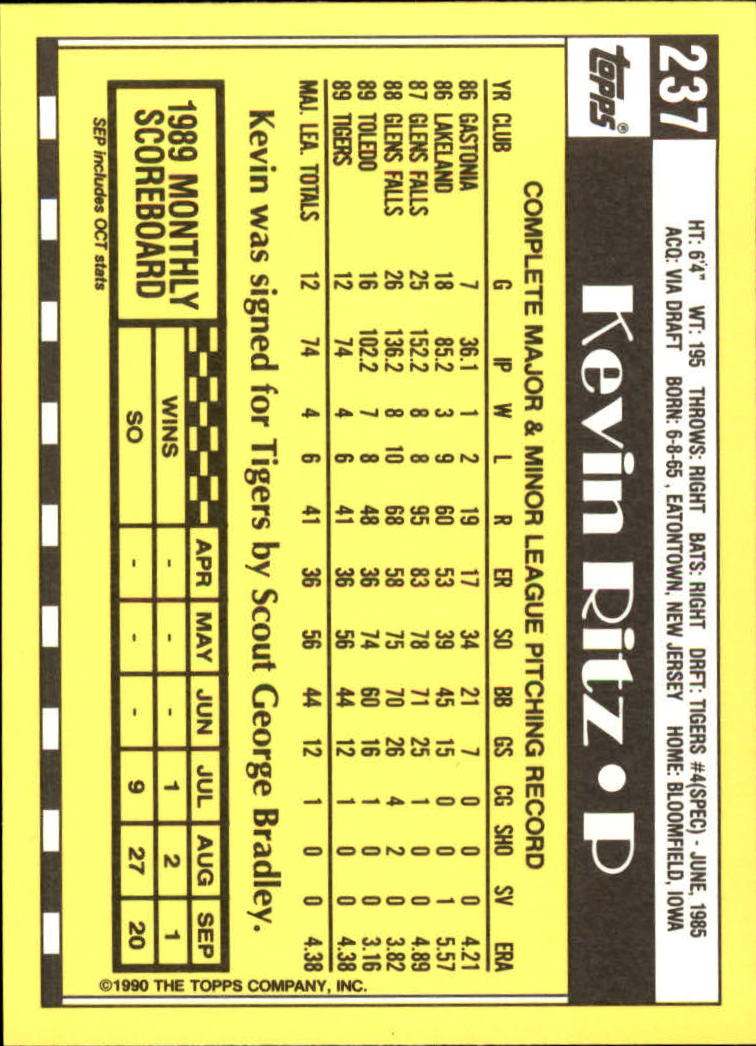 237
HT: 6'4" WT: 195 THROWS: RIGHT BATS: RIGHT DRFT: TIGERS #4(SPEC) - JUNE, 1985
ACQ: VIA DRAFT BORN: 6-8-65 , EATONTOWN, NEW JERSEY HOME: BLOOMFIELD, IOWA
TOPPS®
Kevin Ritz • P
COMPLETE MAJOR & MINOR LEAGUE PITCHING RECORD
YR CLUB G IP W L R ER SO BB GS CG SHO SV ERA
86 GASTONIA 7 36.1 1 2 19 17 34 21 7 0 0 0 4.21
86 LAKELAND 18 85.2 3 9 60 53 39 45 15 0 0 1 5.57
87 GLENS FALLS 25 152.2 8 8 95 83 78 71 25 1 0 0 4.89
88 GLENS FALLS 26 136.2 8 10 68 58 75 70 26 4 2 0 3.82
89 TOLEDO 16 102.2 7 8 48 36 74 60 16 1 0 0 3.16
89 TIGERS 12 74 4 6 41 36 56 44 12 1 0 0 4.38
MAJ. LEA. TOTALS 12 74 4 6 41 36 56 44 12 1 0 0 4.38
Kevin was signed for Tigers by Scout George Bradley.
1989 MONTHLY
SCOREBOARD
APR MAY JUN JUL AUG SEP
WINS - - - 1 2 1
SO - - - 9 27 20
SEP includes OCT stats
©1990 THE TOPPS COMPANY, INC.